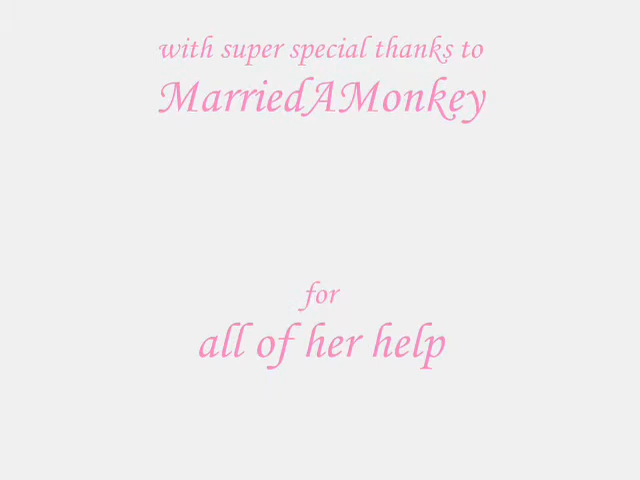 with super special thanks to
MarriedAMonkey
for
all of her help